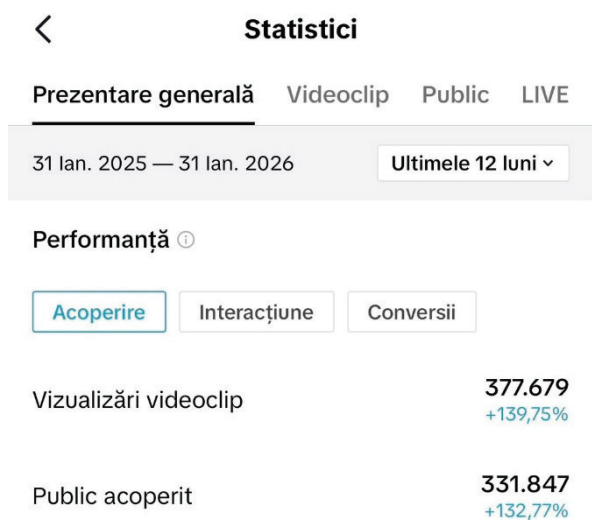 Statistici
Prezentare generală Videoclip Public LIVE
31 Ian. 2025 — 31 Ian. 2026 Ultimele 12 luni
Performanță
Acoperire Interacțiune Conversii
Vizualizări videoclip 377.679
+139,75%
Public acoperit 331.847
+132,77%